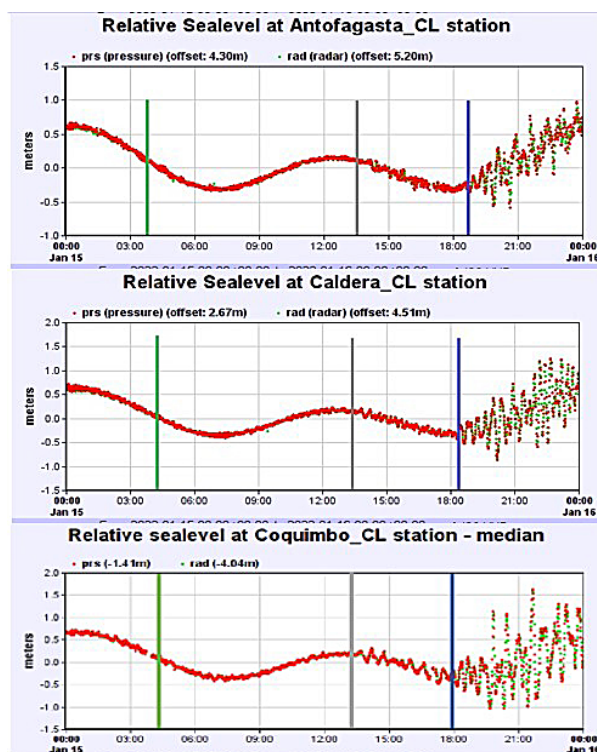 Relative Sealevel at Antofagasta_CL station
prs (pressure) (offset: 4.30m) rad (radar) (offset: 5.20m)
1.5
1.0
0.5
meters
0.0
-0.5
-1.0
00:00 03:00 06:00 09:00 12:00 15:00 18:00 21:00 00:00
Jan 15 Jan 16
Relative Sealevel at Caldera_CL station
prs (pressure) (offset: 2.67m) rad (radar) (offset: 4.51m)
2.0
1.5
1.0
0.5
meters
0.0
-0.5
-1.0
-1.5
00:00 03:00 06:00 09:00 12:00 15:00 18:00 21:00 00:00
Jan 15 Jan 16
Relative sealevel at Coquimbo_CL station - median
prs (-1.41m) rad (-4.04m)
2.0
1.5
1.0
0.5
meters
0.0
-0.5
-1.0
-1.5
00:00 03:00 06:00 09:00 12:00 15:00 18:00 21:00 00:00
Jan 15 Jan 16